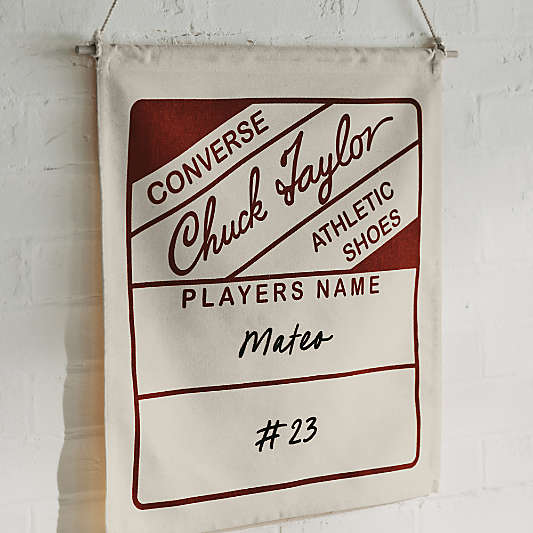 CONVERSE
Chuck Taylor
ATHLETIC
SHOES
PLAYERS NAME
Mateo
#23